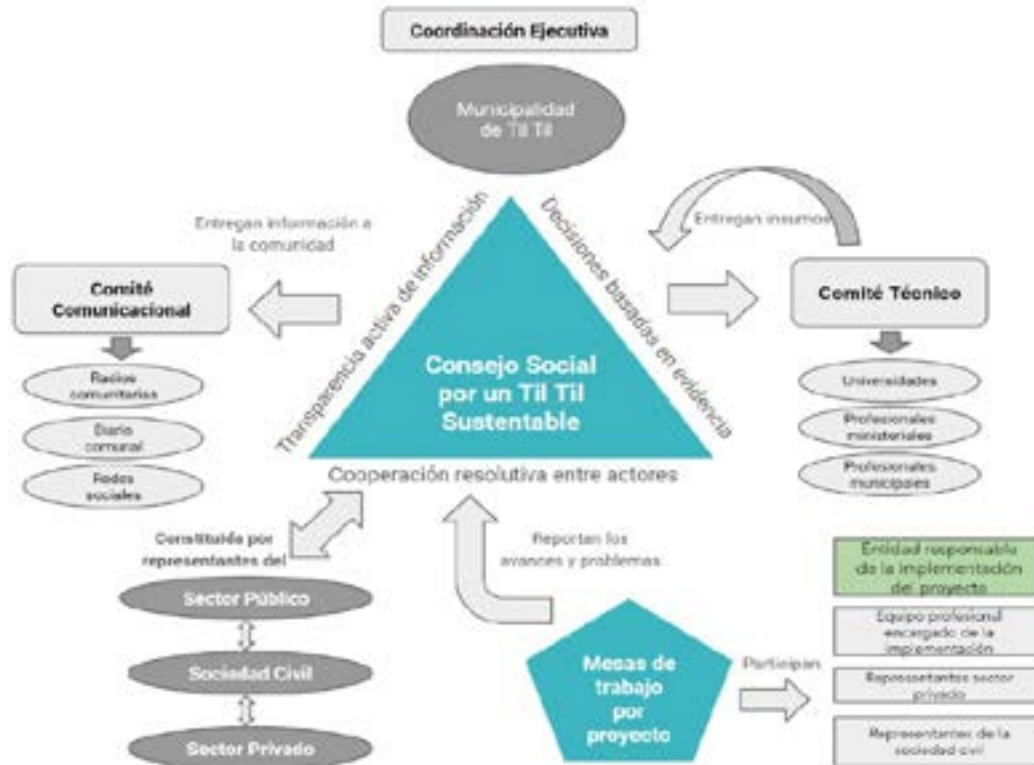 Coordinación Ejecutiva
Municipalidad
de Til Til
Entregan información a
la comunidad
Transparencia activa de información
Decisiones basadas en evidencia
Entregan insumos
Comité
Comunicacional
Radios
comunitarias
Diario
comunal
Redes
sociales
Consejo Social
por un Til Til
Sustentable
Cooperación resolutiva entre actores
Comité Técnico
Universidades
Profesionales
ministeriales
Profesionales
municipales
Constituida por
representantes del
Sector Público
Sociedad Civil
Sector Privado
Reportan los
avances y problemas
Mesas de
trabajo
por
proyecto
Participan
Entidad responsable
de la implementación
del proyecto
Equipo profesional
encargado de la
implementación
Representantes sector
privado
Representantes de la
sociedad civil